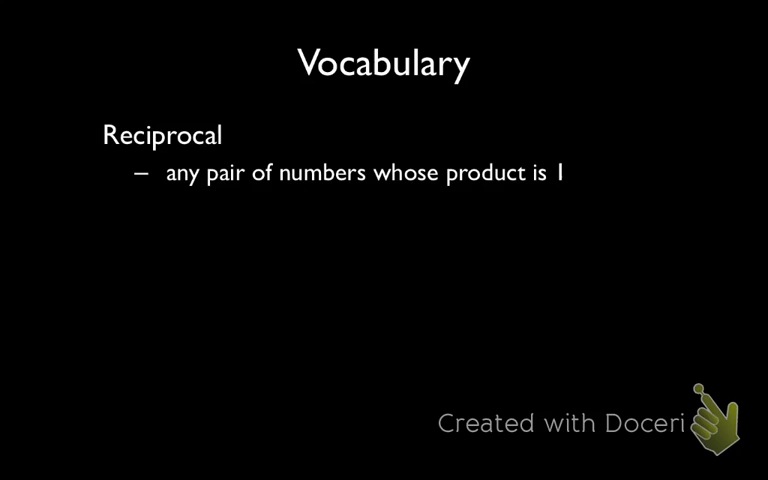 Vocabulary
Reciprocal
– any pair of numbers whose product is 1
Created with Doceri